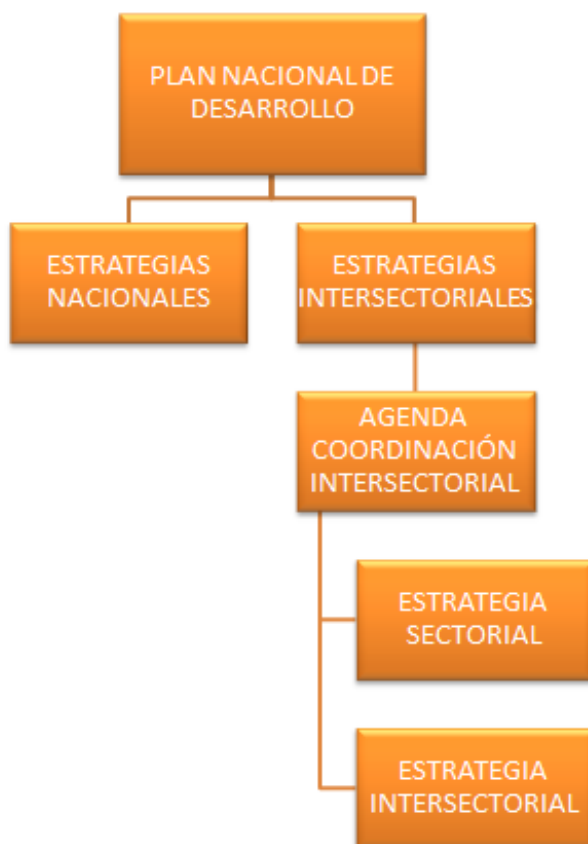 PLAN NACIONAL DE
DESARROLLO
ESTRATEGIAS
NACIONALES
ESTRATEGIAS
INTERSECTORIALES
AGENDA
COORDINACIÓN
INTERSECTORIAL
ESTRATEGIA
SECTORIAL
ESTRATEGIA
INTERSECTORIAL